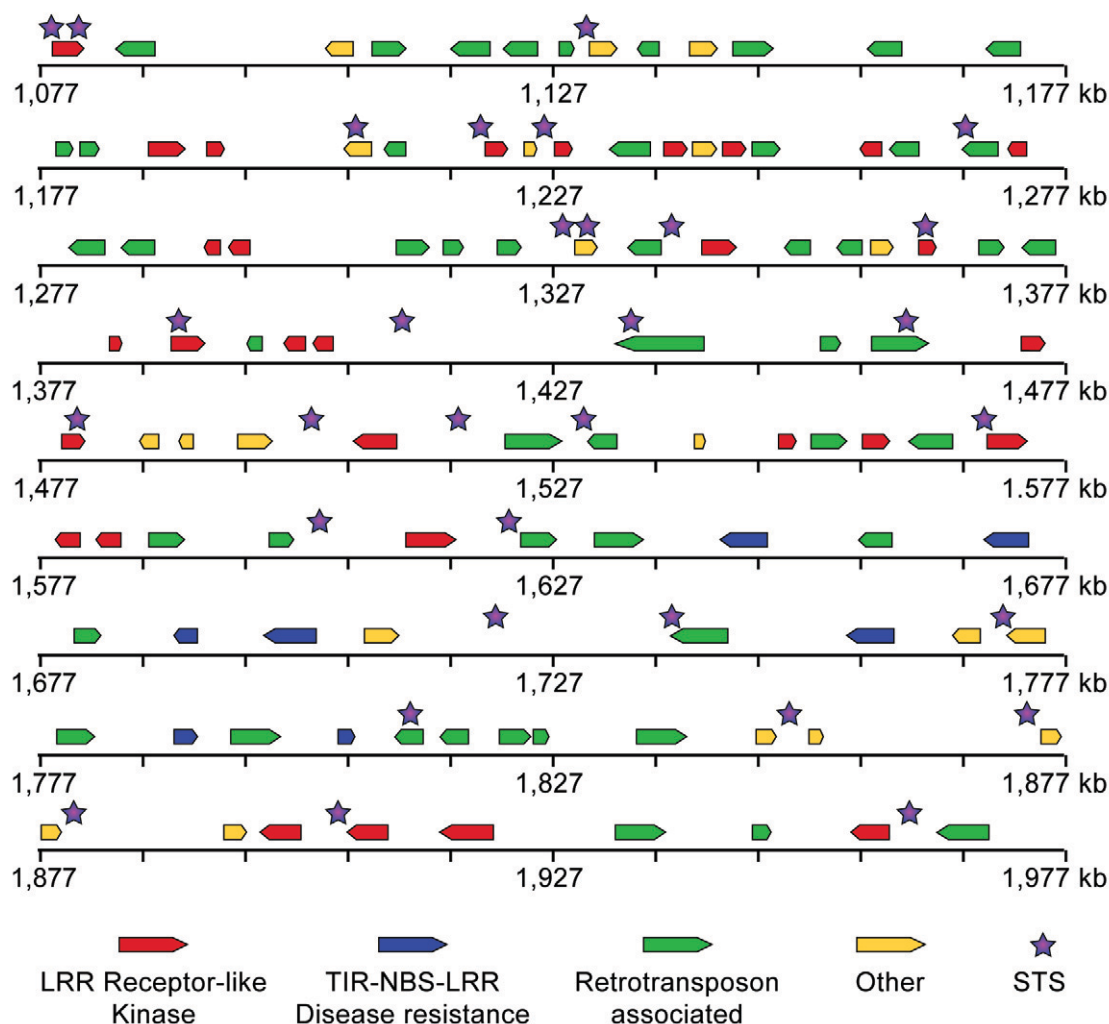 1,077 1,127 1,177 kb
1,177 1,227 1,277 kb
1,277 1,327 1,377 kb
1,377 1,427 1,477 kb
1,477 1,527 1.577 kb
1,577 1,627 1,677 kb
1,677 1,727 1,777 kb
1,777 1,827 1,877 kb
1,877 1,927 1,977 kb
LRR Receptor-like TIR-NBS-LRR Retrotransposon Other STS
Kinase Disease resistance associated